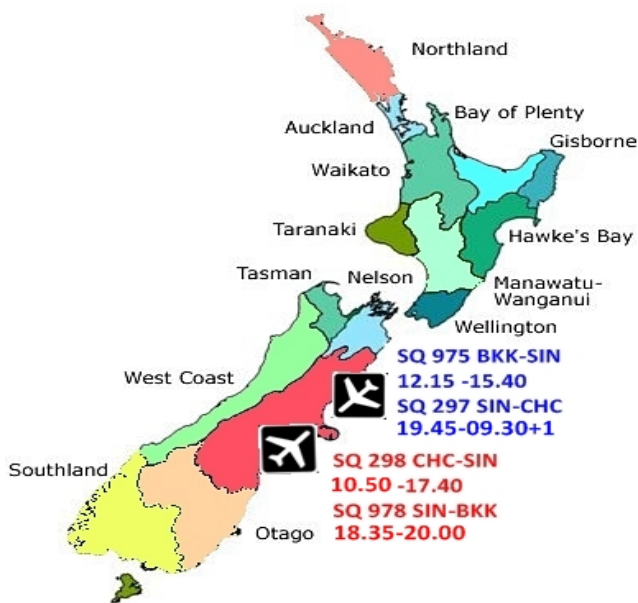 Northland
Bay of Plenty
Auckland
Gisborne
Waikato
Taranaki
Hawke's Bay
Tasman
Nelson
Manawatu-
Wanganui
Wellington
West Coast
SQ 975 BKK-SIN
12.15 -15.40
SQ 297 SIN-CHC
19.45-09.30+1
Southland
SQ 298 CHC-SIN
10.50 -17.40
SQ 978 SIN-BKK
18.35-20.00
Otago